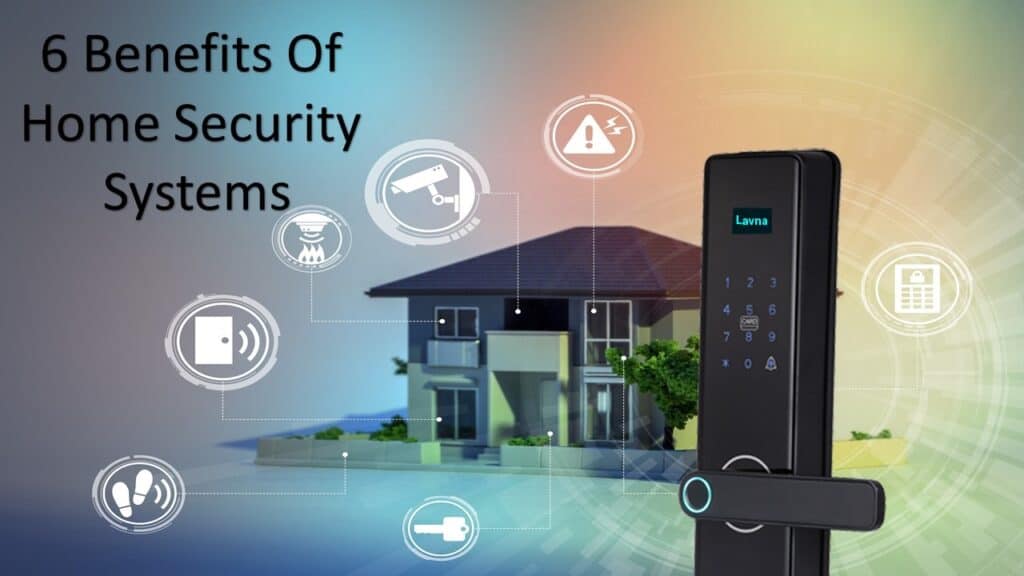 6 Benefits Of
Home Security
Systems
Lavna
1 2 3
4 5 6
CARD
7 8 9
* 0